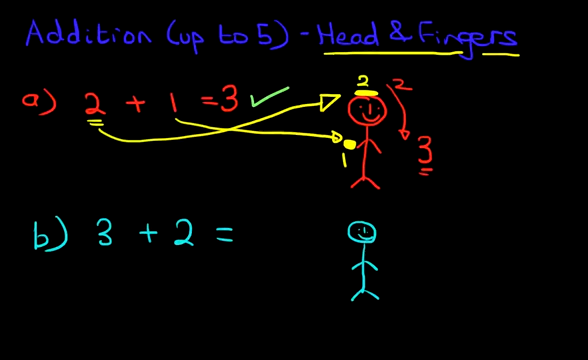 Addition (up to 5) - Head & Fingers
2
a) 2 + 1 = 3
2
1
3
b) 3 + 2 =